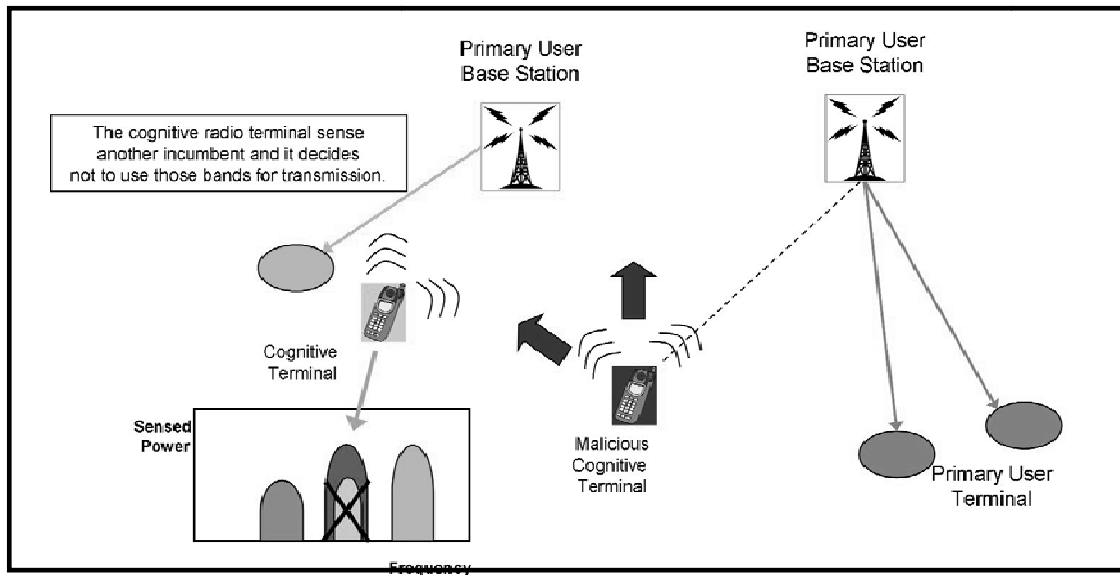 Primary User
Base Station
Primary User
Base Station
The cognitive radio terminal sense
another incumbent and it decides
not to use those bands for transmission.
Cognitive
Terminal
Malicious
Cognitive
Terminal
Primary User
Terminal
Sensed
Power
Frequency